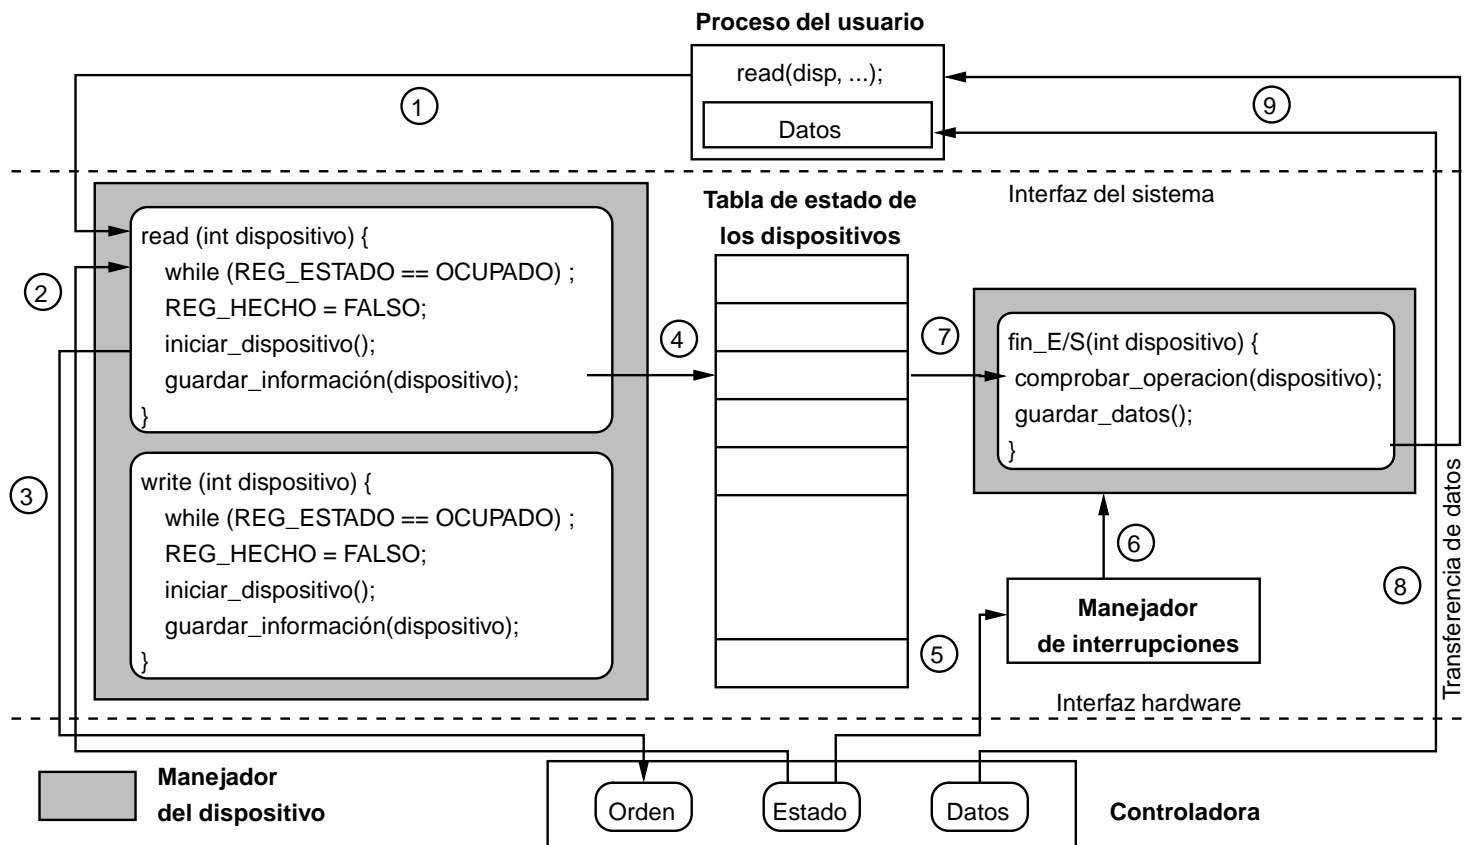 Proceso del usuario
read(disp, ...);
Datos
1
9
Interfaz del sistema
read (int dispositivo) {
while (REG_ESTADO == OCUPADO) ;
REG_HECHO = FALSO;
iniciar_dispositivo();
guardar_información(dispositivo);
}
2
3
write (int dispositivo) {
while (REG_ESTADO == OCUPADO) ;
REG_HECHO = FALSO;
iniciar_dispositivo();
guardar_información(dispositivo);
}
4
Tabla de estado de
los dispositivos
7
fin_E/S(int dispositivo) {
comprobar_operacion(dispositivo);
guardar_datos();
}
6
5
Manejador
de interrupciones
8
Transferencia de datos
Interfaz hardware
Manejador
del dispositivo
Orden
Estado
Datos
Controladora